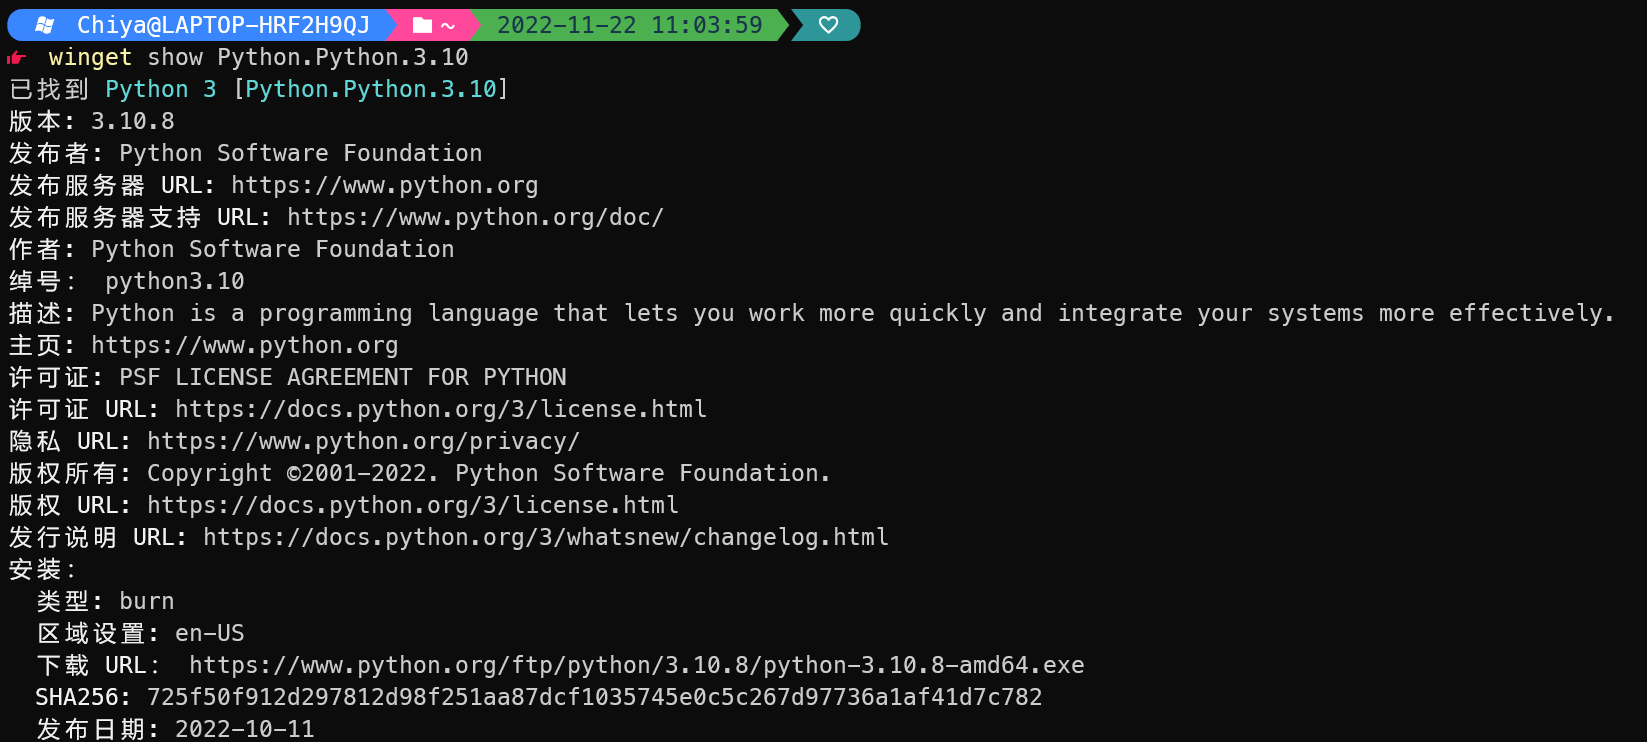 Chiya@LAPTOP-HRF2H9QJ ~ 2022-11-22 11:03:59
winget show Python.Python.3.10
已找到 Python 3 [Python.Python.3.10]
版本: 3.10.8
发布者: Python Software Foundation
发布服务器 URL: https://www.python.org
发布服务器支持 URL: https://www.python.org/doc/
作者: Python Software Foundation
绰号： python3.10
描述: Python is a programming language that lets you work more quickly and integrate your systems more effectively.
主页: https://www.python.org
许可证: PSF LICENSE AGREEMENT FOR PYTHON
许可证 URL: https://docs.python.org/3/license.html
隐私 URL: https://www.python.org/privacy/
版权所有: Copyright ©2001-2022. Python Software Foundation.
版权 URL: https://docs.python.org/3/license.html
发行说明 URL: https://docs.python.org/3/whatsnew/changelog.html
安装：
类型: burn
区域设置: en-US
下载 URL： https://www.python.org/ftp/python/3.10.8/python-3.10.8-amd64.exe
SHA256: 725f50f912d297812d98f251aa87dcf1035745e0c5c267d97736a1af41d7c782
发布日期: 2022-10-11